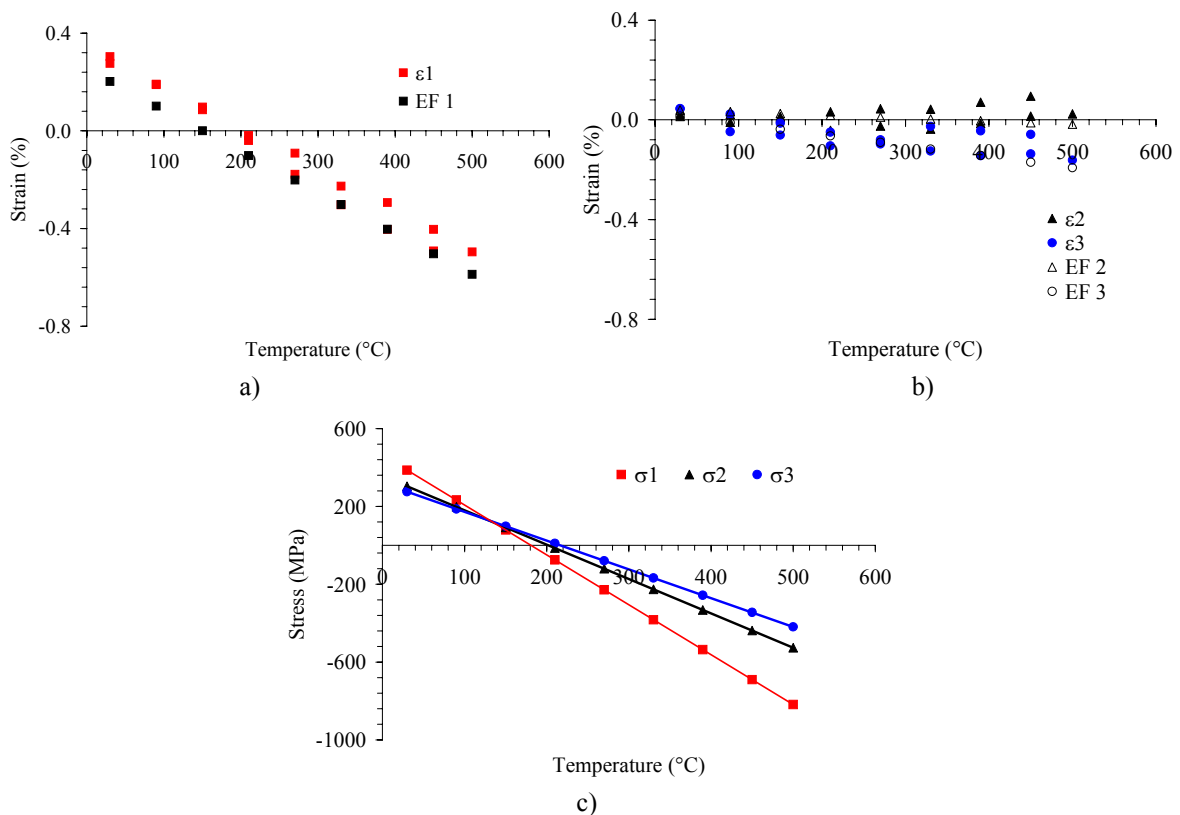 0.4
0.0
-0.4
-0.8
0 100 200 300 400 500 600
Strain (%)
ε1
EF 1
Temperature (°C)
a)
0.4
0.0
-0.4
-0.8
0 100 200 300 400 500 600
Strain (%)
ε2
ε3
EF 2
EF 3
Temperature (°C)
b)
600
200
-200
-600
-1000
0 100 200 300 400 500 600
Stress (MPa)
σ1 σ2 σ3
Temperature (°C)
c)